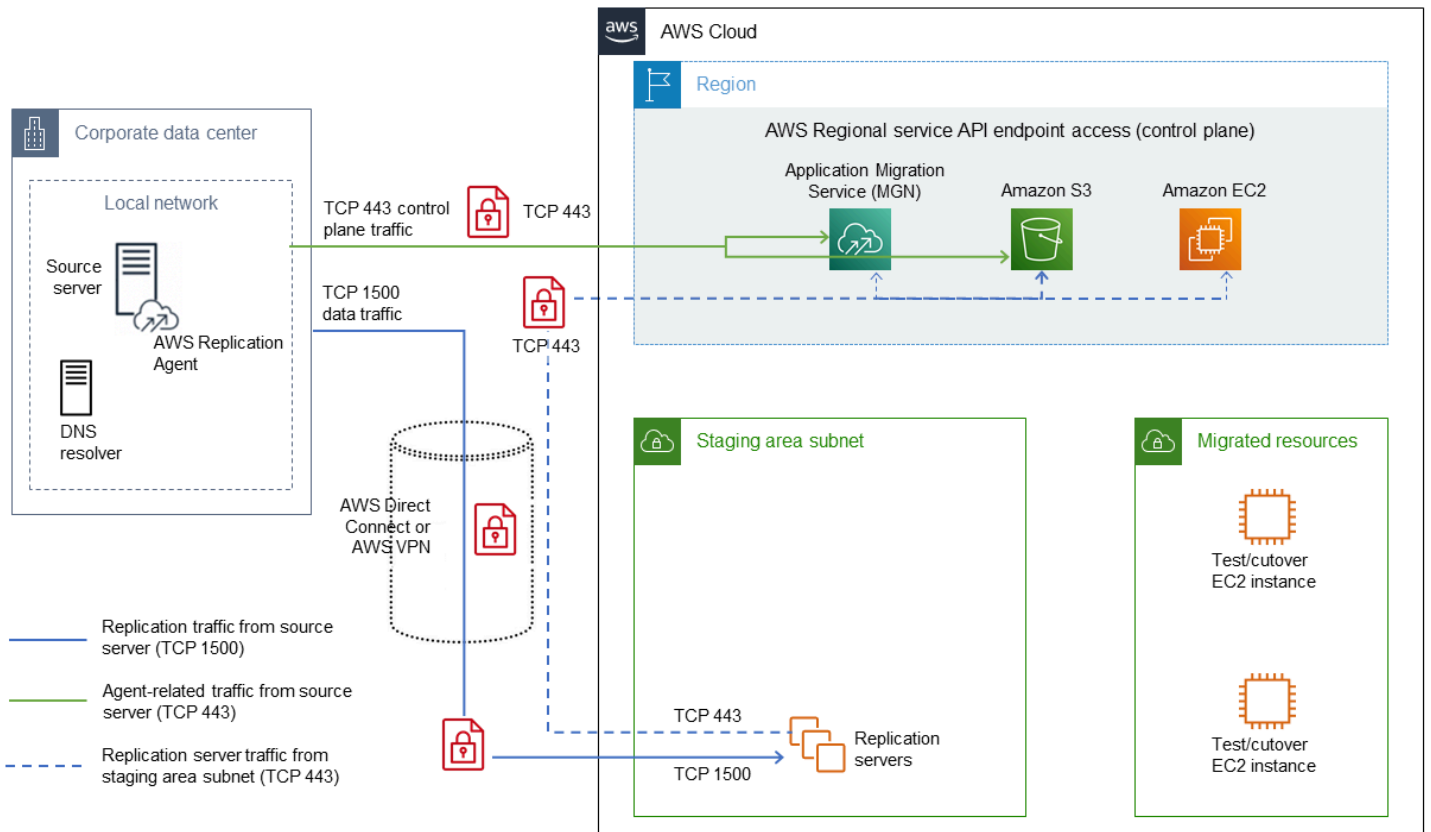 aws
AWS Cloud
Region
AWS Regional service API endpoint access (control plane)
Application Migration
Service (MGN)
Amazon S3
Amazon EC2
Corporate data center
Local network
Source
server
AWS Replication
Agent
DNS
resolver
TCP 443 control
plane traffic
TCP 443
TCP 1500
data traffic
TCP 443
AWS Direct
Connect or
AWS VPN
Staging area subnet
TCP 443
TCP 1500
Replication
servers
Migrated resources
Test/cutover
EC2 instance
Test/cutover
EC2 instance
Replication traffic from source
server (TCP 1500)
Agent-related traffic from source
server (TCP 443)
Replication server traffic from
staging area subnet (TCP 443)